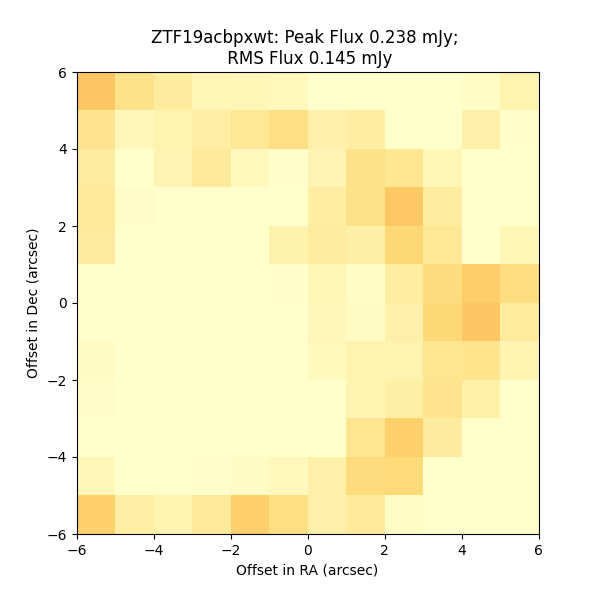 ZTF19acbpxwt: Peak Flux 0.238 mJy;
RMS Flux 0.145 mJy
6
4
2
0
−2
−4
−6
Offset in Dec (arcsec)
−6 −4 −2 0 2 4 6
Offset in RA (arcsec)